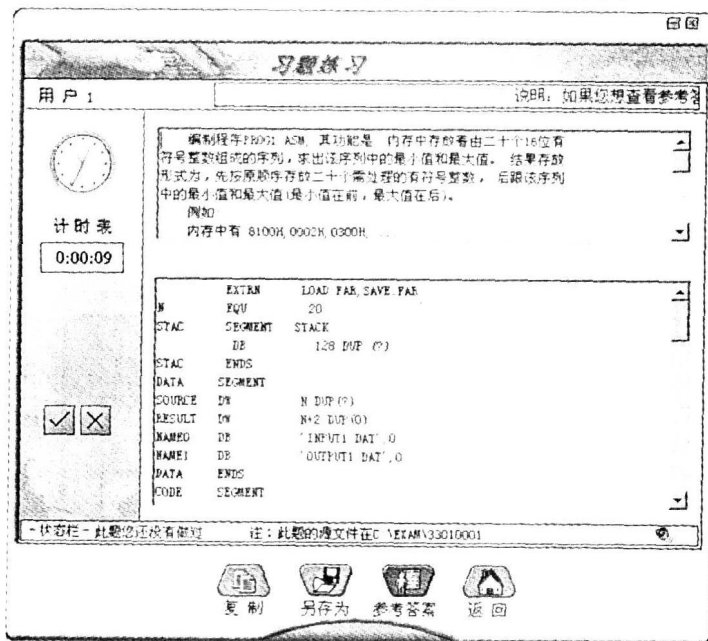 习题练习
用 户 1
说明: 如果您想查看参考答
编制程序PROG1.ASM, 其功能是 内存中存放着由二十个16位有
符号整数组成的序列, 求出该序列中的最小值和最大值。 结果存放
形式为, 先按原顺序存放二十个需处理的有符号整数, 后跟该序列
中的最小值和最大值(最小值在前, 最大值在后)。
例如
内存中有 8100H,0002H,0300H,...
计 时 表
0:00:09
EXTRN LOAD FAR,SAVE FAR
N EQU 20
STAC SEGMENT STACK
DB 128 DUP (?)
STAC ENDS
DATA SEGMENT
SOURCE DW N DUP(?)
RESULT DW N+2 DUP(0)
NAME0 DB 'INPUT1 DAT',0
NAME1 DB 'OUTPUT1 DAT',0
DATA ENDS
CODE SEGMENT
-状态栏-此题您还没有做过 注: 此题的源文件在C:\EXAM\33010001
复 制 另存为 参考答案 返 回